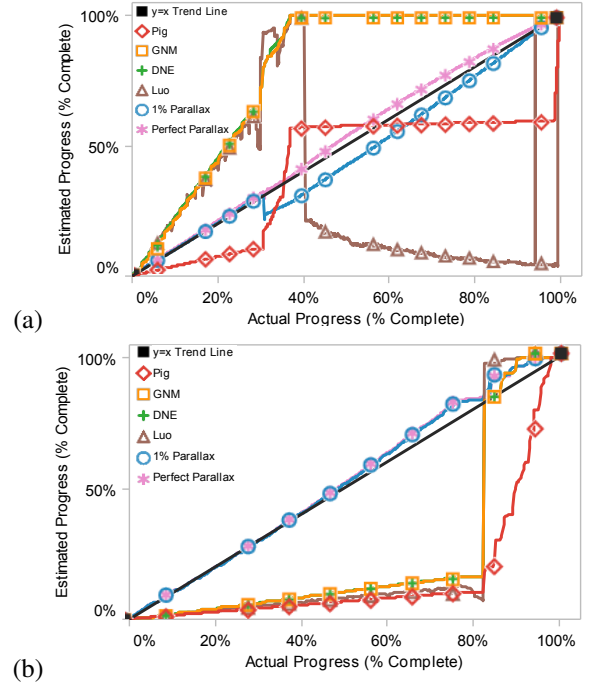 100%
y=x Trend Line
Pig
GNM
DNE
Luo
1% Parallax
Perfect Parallax
50%
0%
Estimated Progress (% Complete)
0% 20% 40% 60% 80% 100%
Actual Progress (% Complete)
(a)
y=x Trend Line
100%
Pig
GNM
DNE
Luo
1% Parallax
Perfect Parallax
50%
0%
Estimated Progress (% Complete)
0% 20% 40% 60% 80% 100%
Actual Progress (% Complete)
(b)